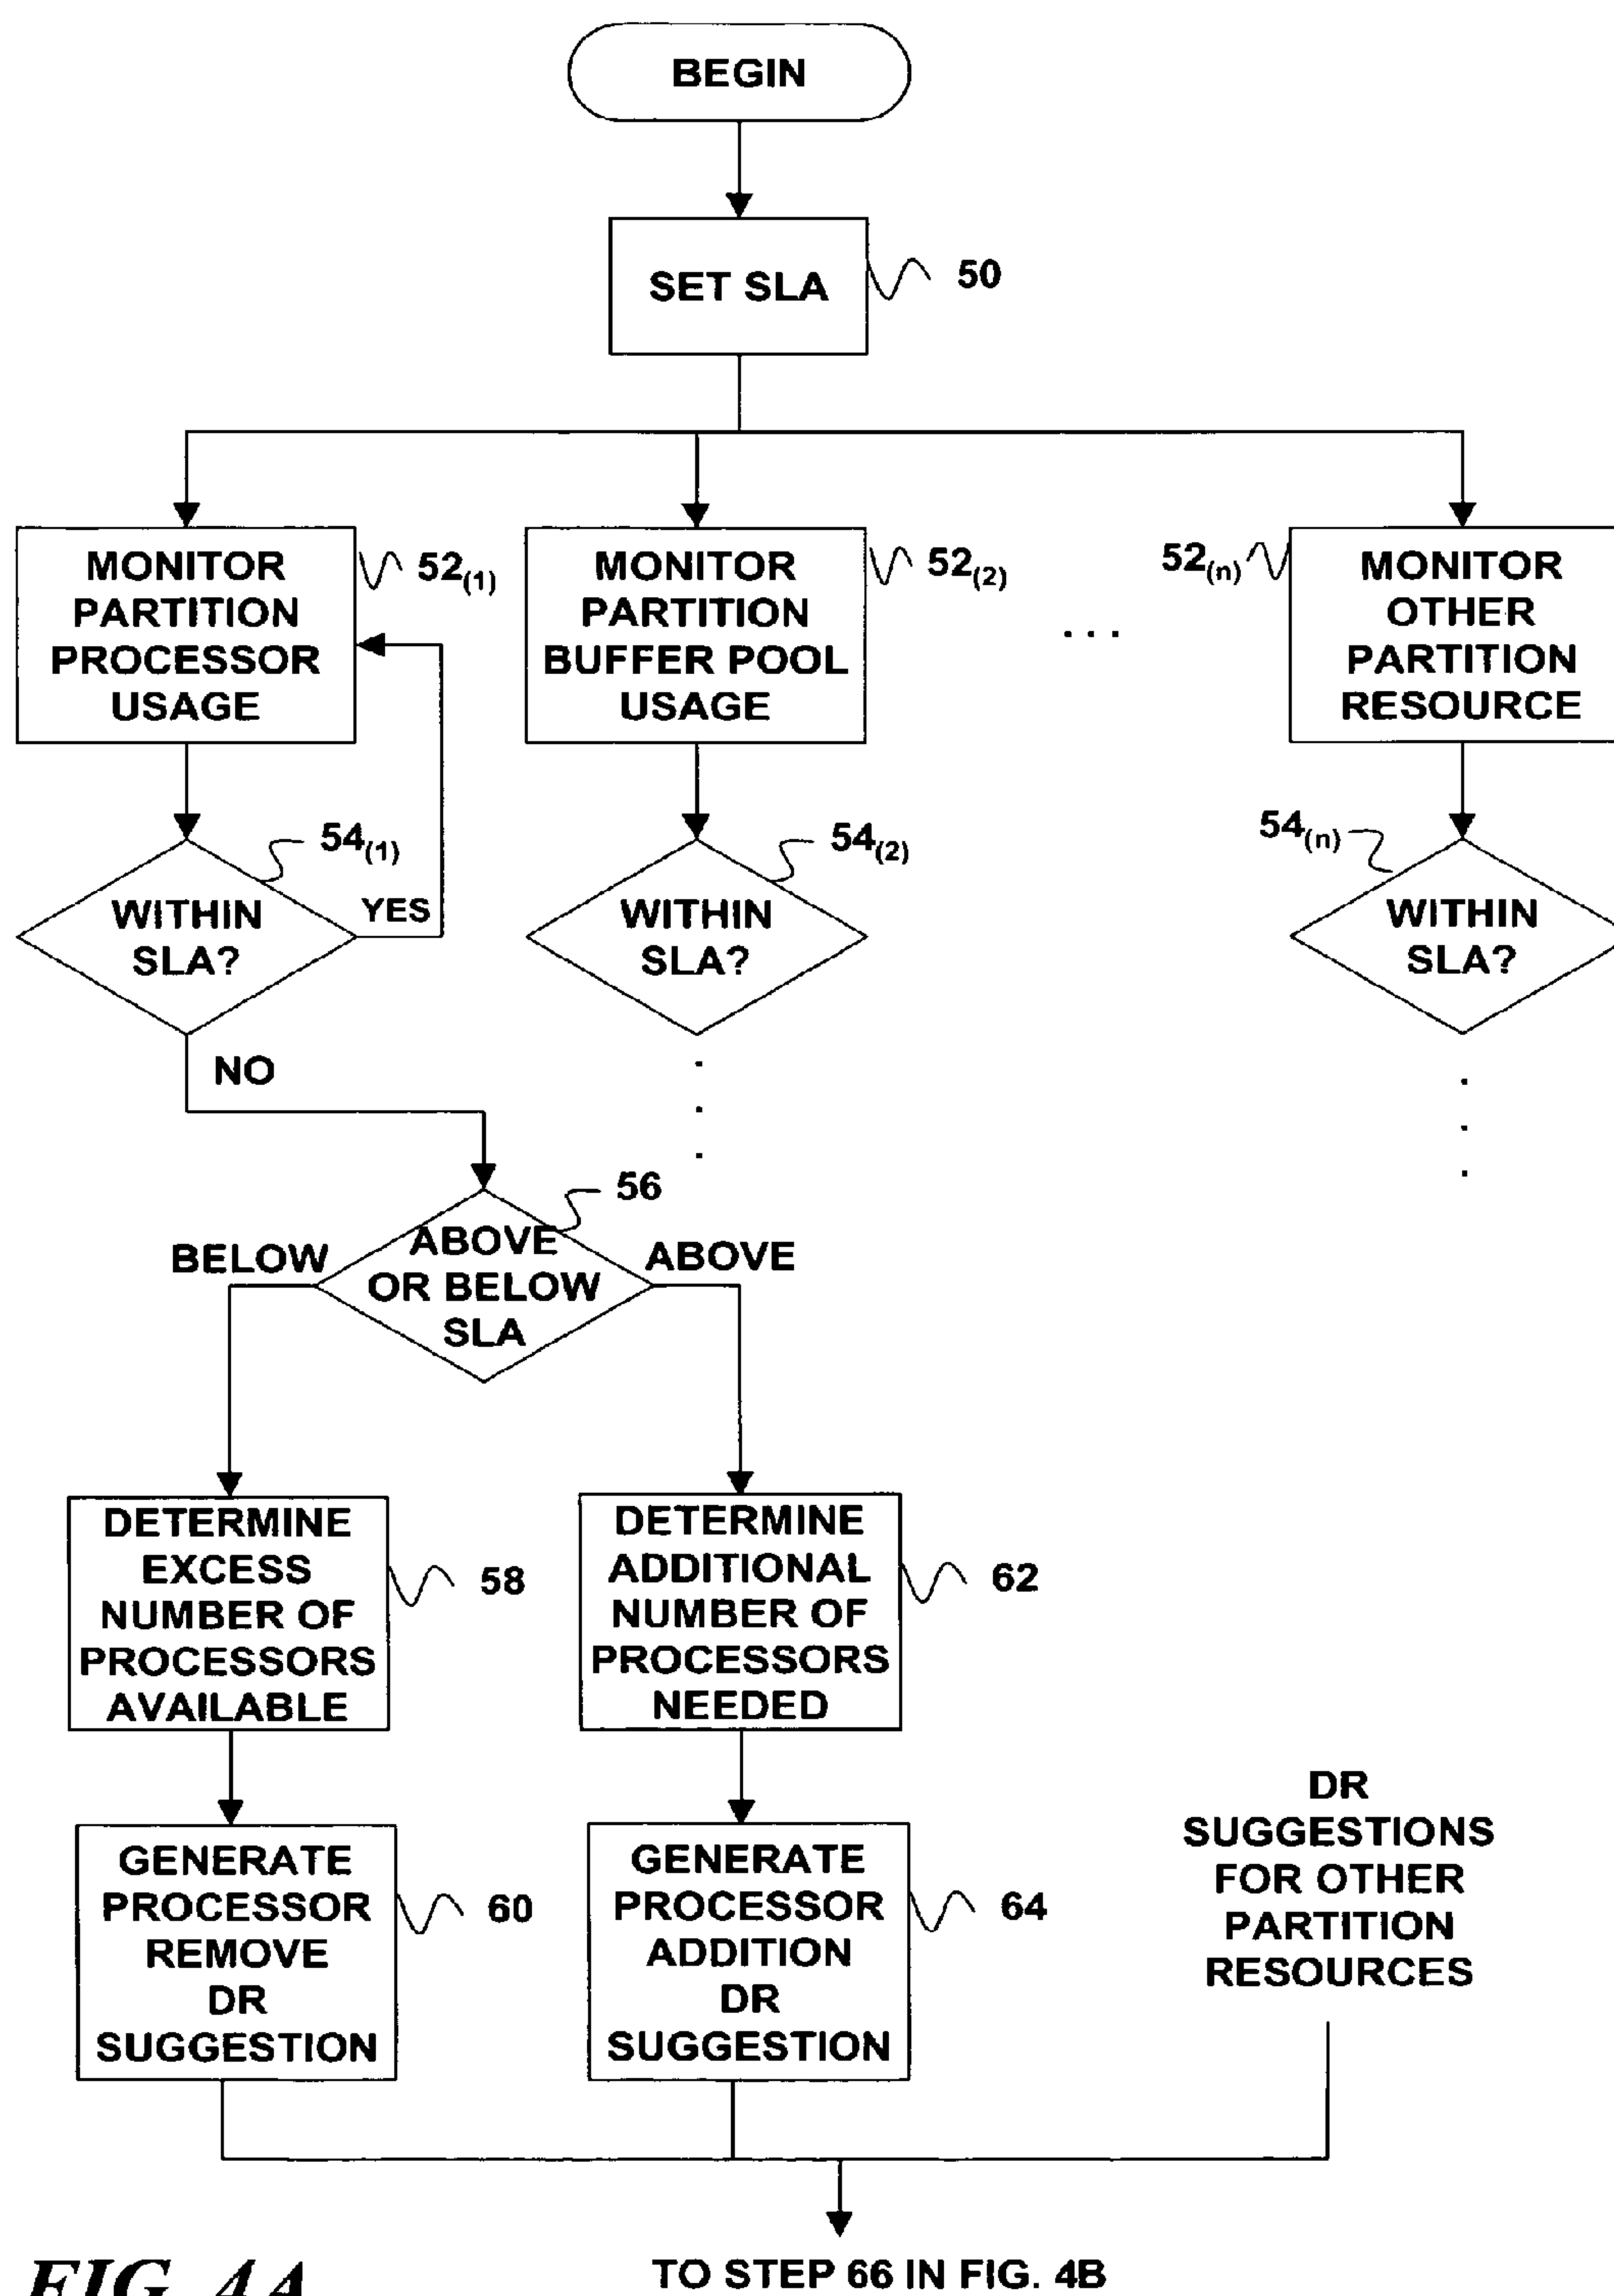 BEGIN
SET SLA
50
MONITOR
PARTITION
PROCESSOR
USAGE
52(1)
MONITOR
PARTITION
BUFFER POOL
USAGE
52(2)
. . .
52(n)
MONITOR
OTHER
PARTITION
RESOURCE
54(1)
WITHIN
SLA?
YES
NO
54(2)
WITHIN
SLA?
54(n)
WITHIN
SLA?
56
ABOVE
OR BELOW
SLA
BELOW
ABOVE
DETERMINE
EXCESS
NUMBER OF
PROCESSORS
AVAILABLE
58
DETERMINE
ADDITIONAL
NUMBER OF
PROCESSORS
NEEDED
62
GENERATE
PROCESSOR
REMOVE
DR
SUGGESTION
60
GENERATE
PROCESSOR
ADDITION
DR
SUGGESTION
64
DR
SUGGESTIONS
FOR OTHER
PARTITION
RESOURCES
TO STEP 66 IN FIG. 4B
FIG. 4A